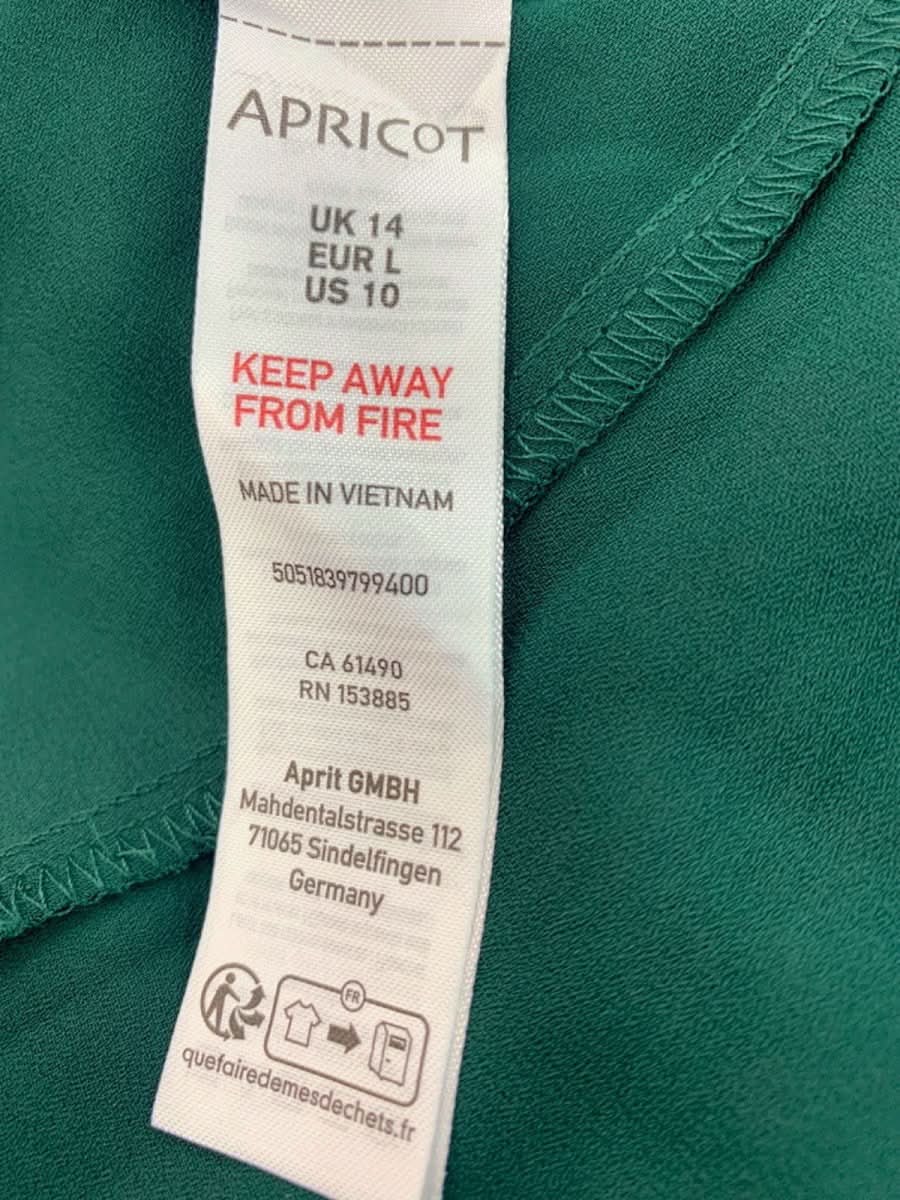 APRICOT
UK 14
EUR L
US 10
KEEP AWAY
FROM FIRE
MADE IN VIETNAM
5051839799400
CA 61490
RN 153885
Aprit GMBH
Mahdentalstrasse 112
71065 Sindelfingen
Germany
FR
quefairedemesdechets.fr